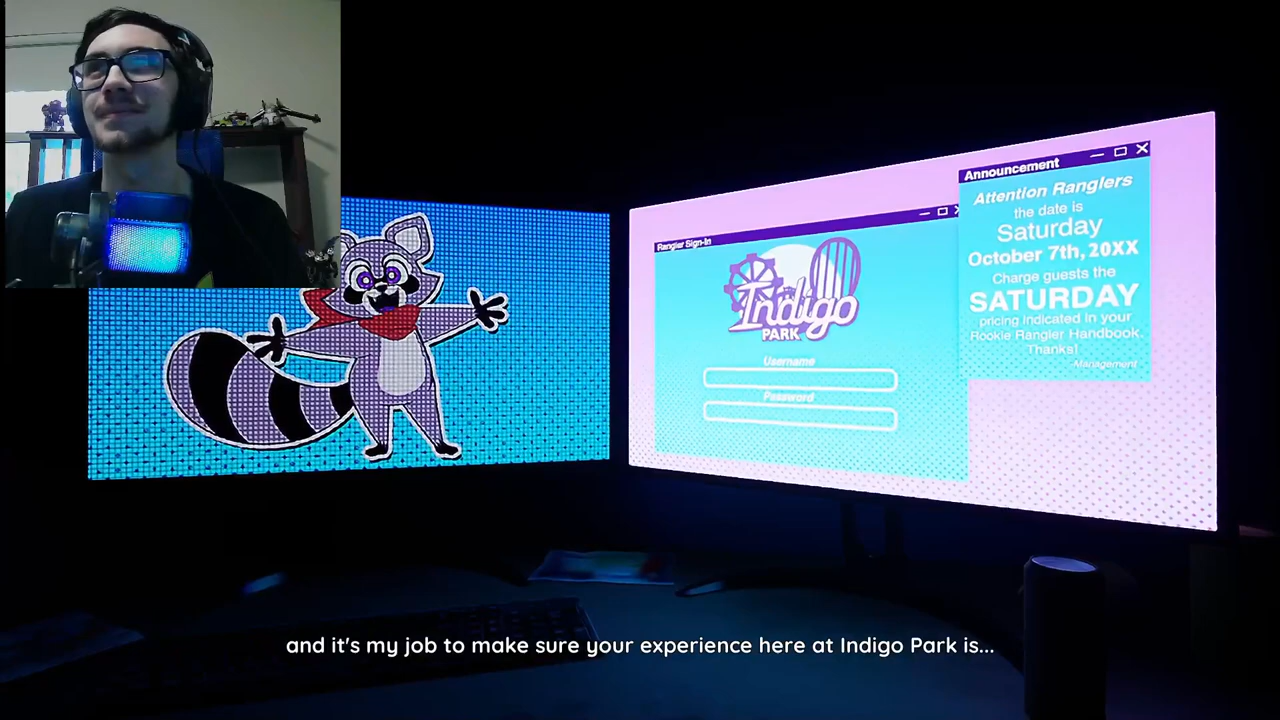 Rangler Sign-In
Indigo
PARK
Username
Password
Announcement
Attention Ranglers
the date is
Saturday
October 7th, 20XX
Charge guests the
SATURDAY
pricing indicated in your
Rookie Rangler Handbook.
Thanks!
-Management
and it's my job to make sure your experience here at Indigo Park is...